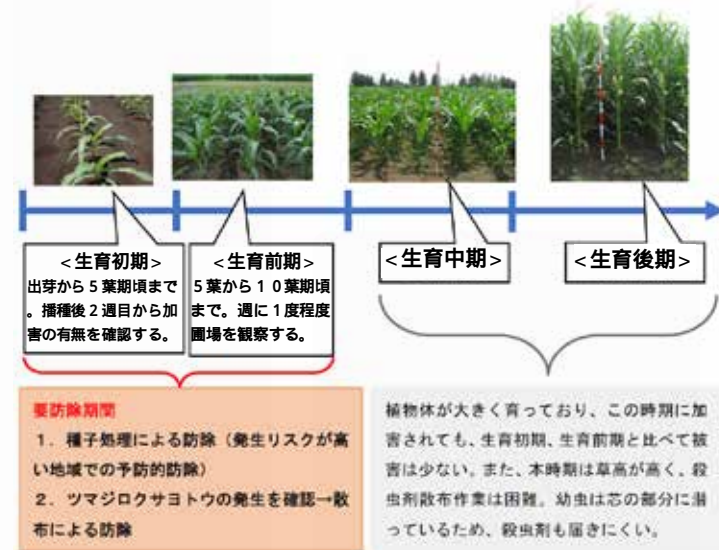 <生育初期>
出芽から5葉期頃まで
。播種後2週目から加
害の有無を確認する。
<生育前期>
5葉から10葉期頃
まで。週に1度程度
圃場を観察する。
<生育中期>
<生育後期>
要防除期間
1. 種子処理による防除(発生リスクが高
い地域での予防的防除)
2. ツマジロクサヨトウの発生を確認→散
布による防除
植物体が大きく育っており、この時期に加
害されても、生育初期、生育前期と比べて被
害は少ない。また、本時期は草高が高く、殺
虫剤散布作業は困難。幼虫は芯の部分に潜
っているため、殺虫剤も届きにくい。